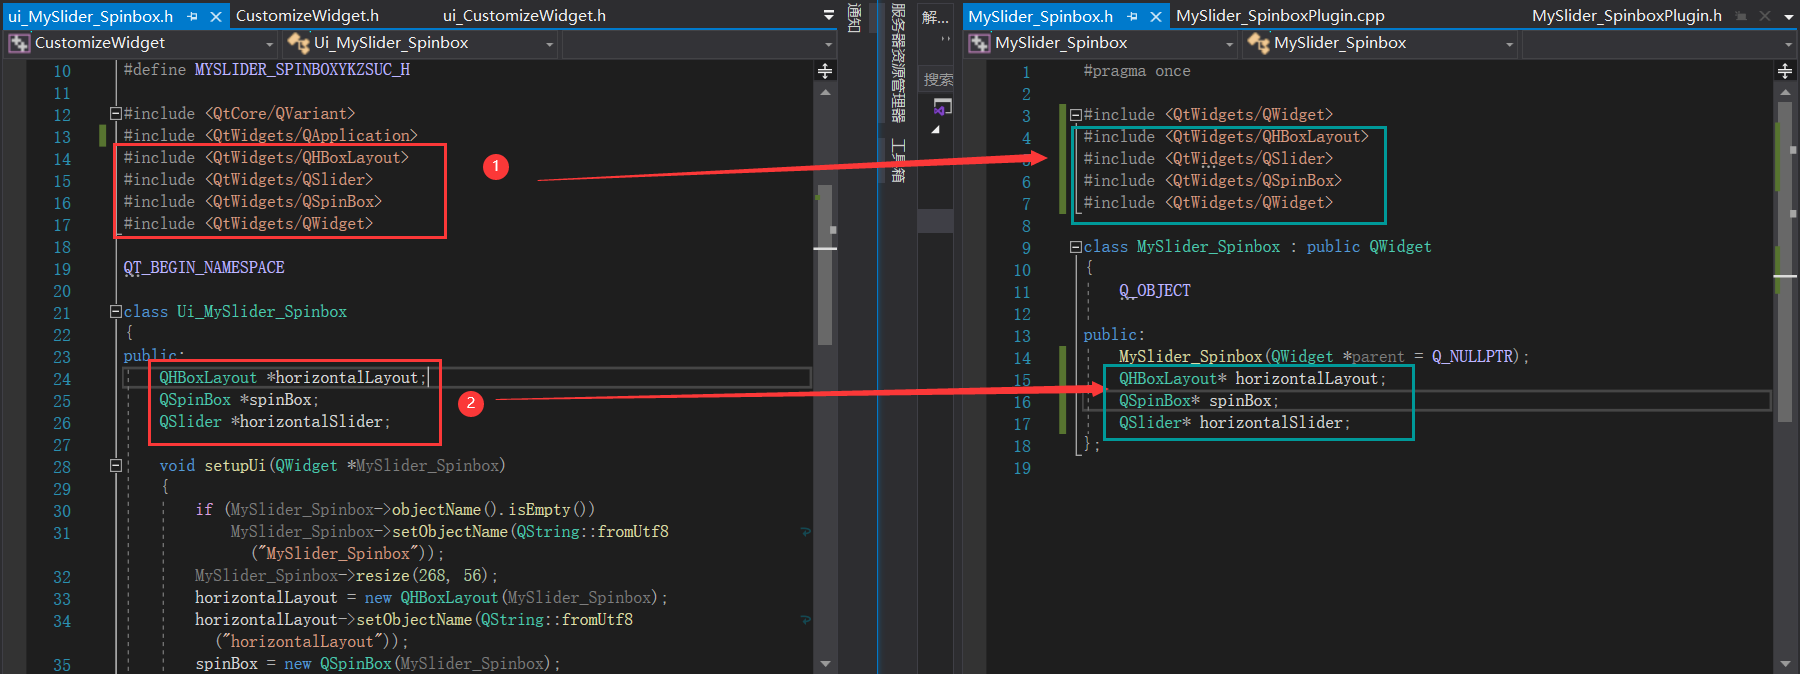 ui_MySlider_Spinbox.h
CustomizeWidget.h
ui_CustomizeWidget.h
CustomizeWidget
Ui_MySlider_Spinbox
10 #define MYSLIDER_SPINBOXYKZSUC_H
11
12 #include <QtCore/QVariant>
13 #include <QtWidgets/QApplication>
14 #include <QtWidgets/QHBoxLayout>
15 #include <QtWidgets/QSlider>
16 #include <QtWidgets/QSpinBox>
17 #include <QtWidgets/QWidget>
18
19 QT_BEGIN_NAMESPACE
20
21 class Ui_MySlider_Spinbox
22 {
23 public:
24 QHBoxLayout *horizontalLayout;
25 QSpinBox *spinBox;
26 QSlider *horizontalSlider;
27
28 void setupUi(QWidget *MySlider_Spinbox)
29 {
30 if (MySlider_Spinbox->objectName().isEmpty())
31 MySlider_Spinbox->setObjectName(QString::fromUtf8
("MySlider_Spinbox"));
32 MySlider_Spinbox->resize(268, 56);
33 horizontalLayout = new QHBoxLayout(MySlider_Spinbox);
34 horizontalLayout->setObjectName(QString::fromUtf8
("horizontalLayout"));
35 spinBox = new QSpinBox(MySlider_Spinbox);
1
2
通知
服务器资源管理器
工具箱
解...
搜索
MySlider_Spinbox.h
MySlider_SpinboxPlugin.cpp
MySlider_SpinboxPlugin.h
MySlider_Spinbox
MySlider_Spinbox
1 #pragma once
2
3 #include <QtWidgets/QWidget>
4 #include <QtWidgets/QHBoxLayout>
#include <QtWidgets/QSlider>
6 #include <QtWidgets/QSpinBox>
7 #include <QtWidgets/QWidget>
8
9 class MySlider_Spinbox : public QWidget
10 {
11 Q_OBJECT
12
13 public:
14 MySlider_Spinbox(QWidget *parent = Q_NULLPTR);
15 QHBoxLayout* horizontalLayout;
16 QSpinBox* spinBox;
17 QSlider* horizontalSlider;
18 };
19